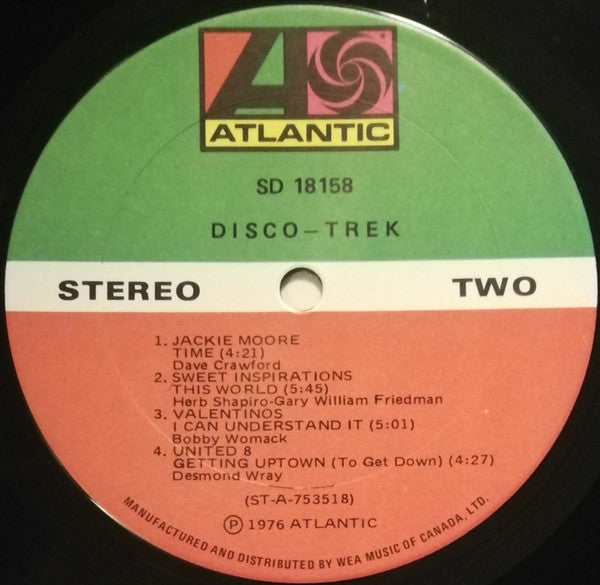 ATLANTIC
SD 18158
DISCO-TREK
STEREO
TWO
1. JACKIE MOORE
TIME (4:21)
Dave Crawford
2. SWEET INSPIRATIONS
THIS WORLD (5:45)
Herb Shapiro-Gary William Friedman
3. VALENTINOS
I CAN UNDERSTAND IT (5:01)
Bobby Womack
4. UNITED 8
GETTING UPTOWN (To Get Down) (4:27)
Desmond Wray
(ST-A-753518)
Ⓟ 1976 ATLANTIC
MANUFACTURED AND DISTRIBUTED BY WEA MUSIC OF CANADA, LTD.